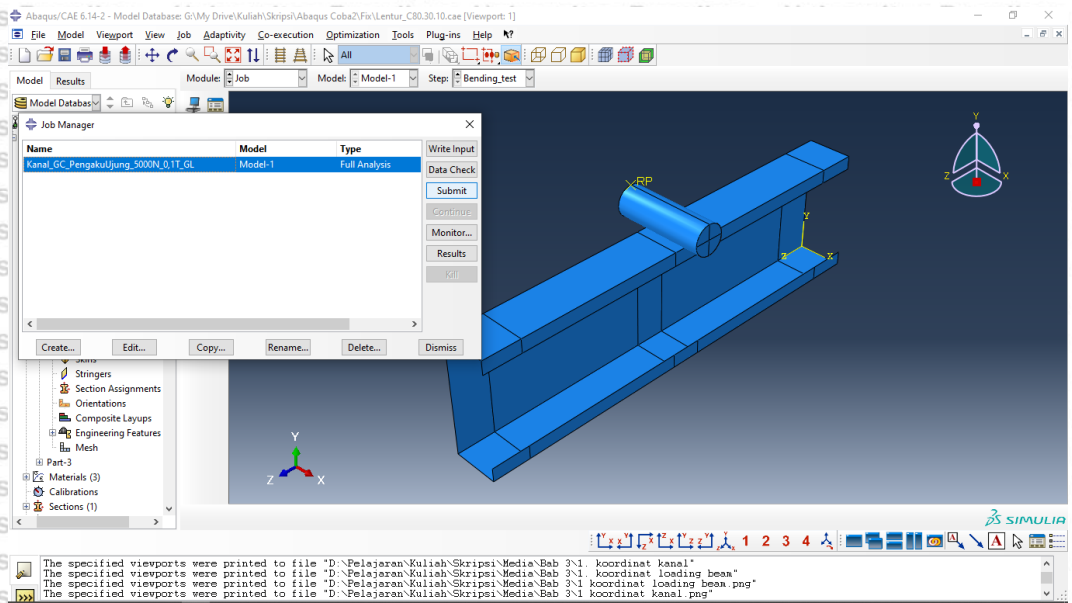 Abaqus/CAE 6.14-2 - Model Database: G:\My Drive\Kuliah\Skripsi\Abaqus Coba2\Fix\Lentur_C80.30.10.cae [Viewport: 1]
File Model Viewport View Job Adaptivity Co-execution Optimization Tools Plug-ins Help
All
Model Results
Module: Job Model: Model-1 Step: Bending_test
Model Databas
Job Manager
Name Model Type
Kanal_GC_PengakuUjung_5000N_0,1T_GL Model-1 Full Analysis
Write Input
Data Check
Submit
Continue
Monitor...
Results
Kill
Create... Edit... Copy... Rename... Delete... Dismiss
Skins
Stringers
Section Assignments
Orientations
Composite Layups
Engineering Features
Mesh
Part-3
Materials (3)
Calibrations
Sections (1)
RP
Y
Z X
Y
Z X
Y
Z X
SIMULIA
1 2 3 4
The specified viewports were printed to file "D:\Pelajaran\Kuliah\Skripsi\Media\Bab 3\1. koordinat kanal"
The specified viewports were printed to file "D:\Pelajaran\Kuliah\Skripsi\Media\Bab 3\1. koordinat loading beam"
The specified viewports were printed to file "D:\Pelajaran\Kuliah\Skripsi\Media\Bab 3\1 koordinat loading beam.png"
The specified viewports were printed to file "D:\Pelajaran\Kuliah\Skripsi\Media\Bab 3\1 koordinat kanal.png"